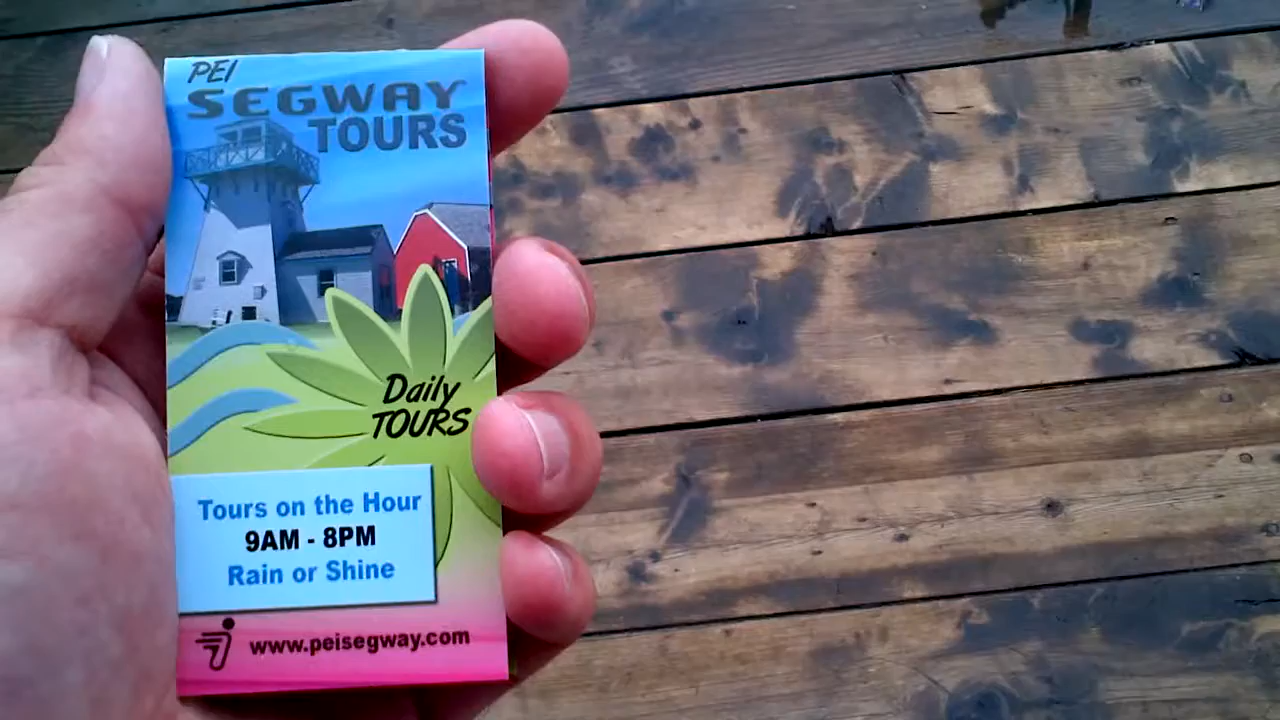 PEI
SEGWAY
TOURS
Daily
TOURS
Tours on the Hour
9AM - 8PM
Rain or Shine
www.peisegway.com